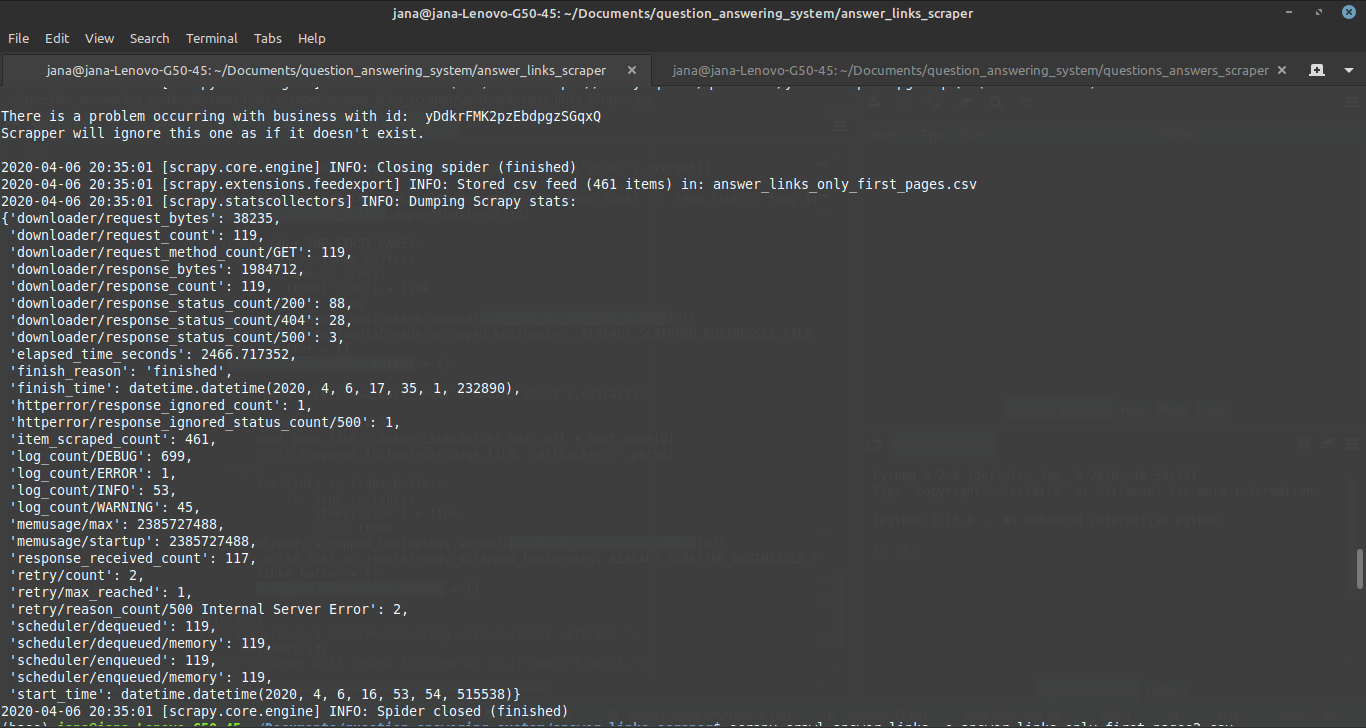 jana@jana-Lenovo-G50-45: ~/Documents/question_answering_system/answer_links_scraper
File Edit View Search Terminal Tabs Help
jana@jana-Lenovo-G50-45: ~/Documents/question_answering_system/answer_links_scraper × jana@jana-Lenovo-G50-45: ~/Documents/question_answering_system/questions_answers_scraper ×
There is a problem occurring with business with id:  yDdkrFMK2pzEbdpgzSGqxQ
Scrapper will ignore this one as if it doesn't exist.
2020-04-06 20:35:01 [scrapy.core.engine] INFO: Closing spider (finished)
2020-04-06 20:35:01 [scrapy.extensions.feedexport] INFO: Stored csv feed (461 items) in: answer_links_only_first_pages.csv
2020-04-06 20:35:01 [scrapy.statscollectors] INFO: Dumping Scrapy stats:
{'downloader/request_bytes': 38235,
'downloader/request_count': 119,
'downloader/request_method_count/GET': 119,
'downloader/response_bytes': 1984712,
'downloader/response_count': 119,
'downloader/response_status_count/200': 88,
'downloader/response_status_count/404': 28,
'downloader/response_status_count/500': 3,
'elapsed_time_seconds': 2466.717352,
'finish_reason': 'finished',
'finish_time': datetime.datetime(2020, 4, 6, 17, 35, 1, 232890),
'httperror/response_ignored_count': 1,
'httperror/response_ignored_status_count/500': 1,
'item_scraped_count': 461,
'log_count/DEBUG': 699,
'log_count/ERROR': 1,
'log_count/INFO': 53,
'log_count/WARNING': 45,
'memusage/max': 2385727488,
'memusage/startup': 2385727488,
'response_received_count': 117,
'retry/count': 2,
'retry/max_reached': 1,
'retry/reason_count/500 Internal Server Error': 2,
'scheduler/dequeued': 119,
'scheduler/dequeued/memory': 119,
'scheduler/enqueued': 119,
'scheduler/enqueued/memory': 119,
'start_time': datetime.datetime(2020, 4, 6, 16, 53, 54, 515538)}
2020-04-06 20:35:01 [scrapy.core.engine] INFO: Spider closed (finished)